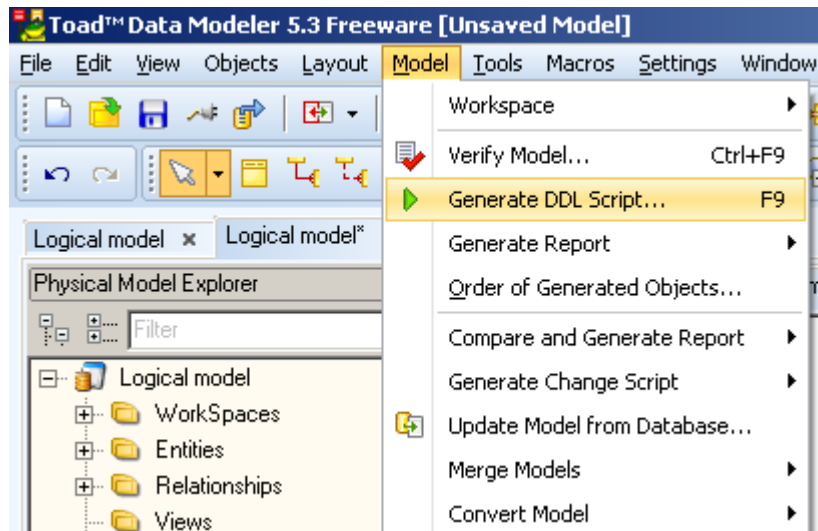 Toad™ Data Modeler 5.3 Freeware [Unsaved Model]
File Edit View Objects Layout Model Tools Macros Settings Window
Workspace
Verify Model... Ctrl+F9
Generate DDL Script... F9
Logical model Logical model*
Generate Report
Physical Model Explorer
Order of Generated Objects...
Filter
Compare and Generate Report
Logical model
Generate Change Script
WorkSpaces
Update Model from Database...
Entities
Merge Models
Relationships
Convert Model
Views